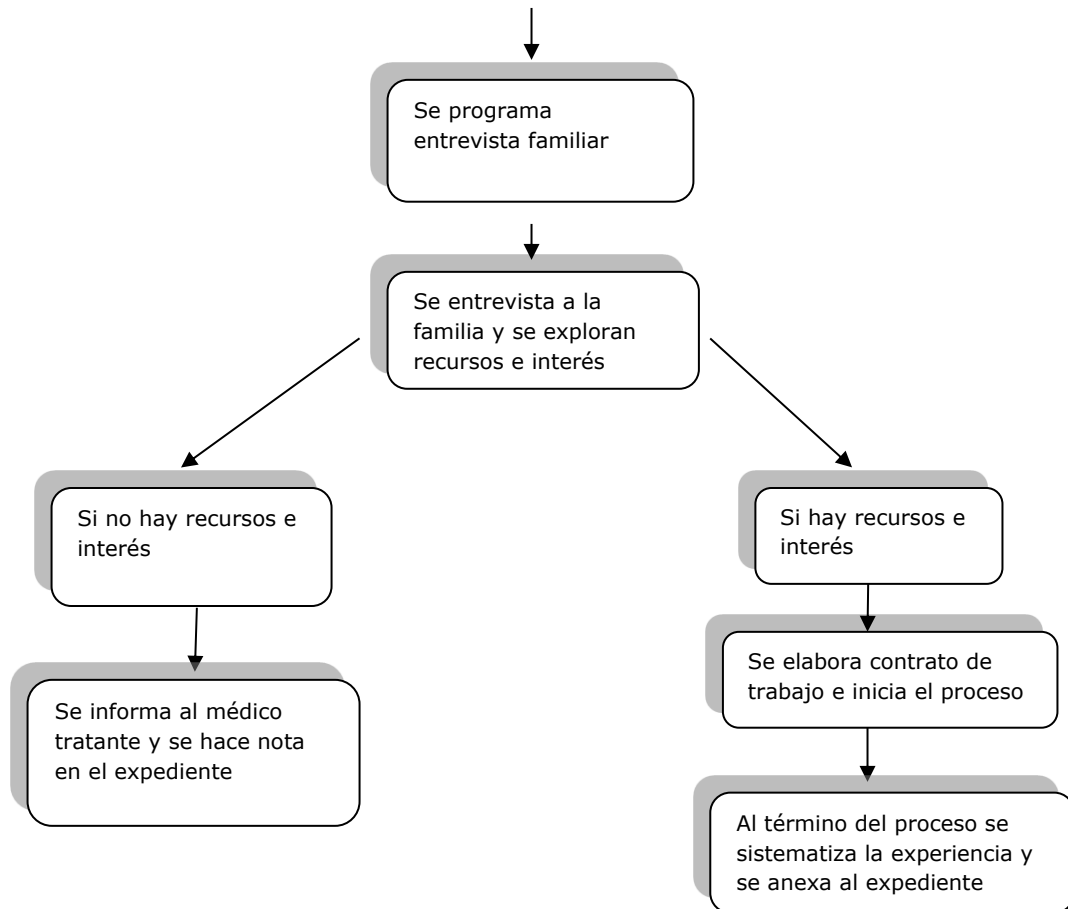 Se programa
entrevista familiar
Se entrevista a la
familia y se exploran
recursos e interés
Si no hay recursos e
interés
Si hay recursos e
interés
Se elabora contrato de
trabajo e inicia el proceso
Se informa al médico
tratante y se hace nota
en el expediente
Al término del proceso se
sistematiza la experiencia y
se anexa al expediente